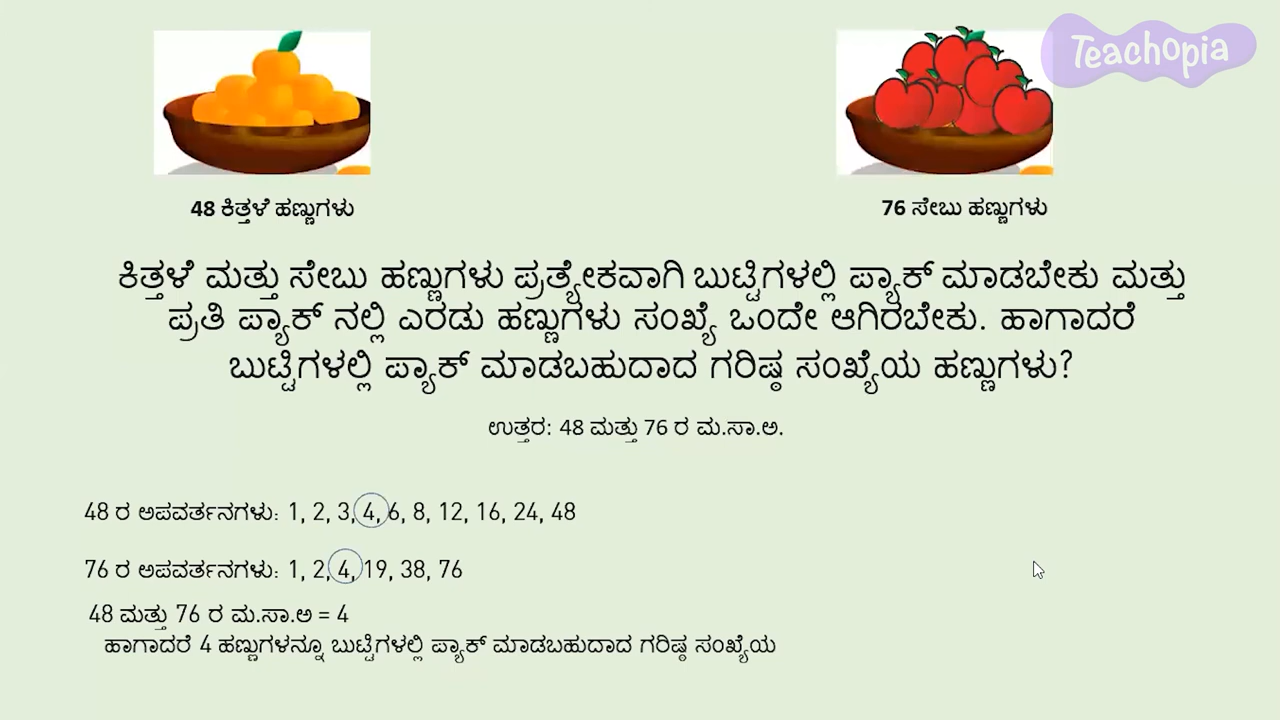 Teachopia
48 ಕಿತ್ತಳೆ ಹಣ್ಣುಗಳು
76 ಸೇಬು ಹಣ್ಣುಗಳು
ಕಿತ್ತಳೆ ಮತ್ತು ಸೇಬು ಹಣ್ಣುಗಳು ಪ್ರತ್ಯೇಕವಾಗಿ ಬುಟ್ಟಿಗಳಲ್ಲಿ ಪ್ಯಾಕ್ ಮಾಡಬೇಕು ಮತ್ತು
ಪ್ರತಿ ಪ್ಯಾಕ್ ನಲ್ಲಿ ಎರಡು ಹಣ್ಣುಗಳು ಸಂಖ್ಯೆ ಒಂದೇ ಆಗಿರಬೇಕು. ಹಾಗಾದರೆ
ಬುಟ್ಟಿಗಳಲ್ಲಿ ಪ್ಯಾಕ್ ಮಾಡಬಹುದಾದ ಗರಿಷ್ಠ ಸಂಖ್ಯೆಯ ಹಣ್ಣುಗಳು?
ಉತ್ತರ: 48 ಮತ್ತು 76 ರ ಮ.ಸಾ.ಅ.
48 ರ ಅಪವರ್ತನಗಳು: 1, 2, 3, 4, 6, 8, 12, 16, 24, 48
76 ರ ಅಪವರ್ತನಗಳು: 1, 2, 4, 19, 38, 76
48 ಮತ್ತು 76 ರ ಮ.ಸಾ.ಅ = 4
ಹಾಗಾದರೆ 4 ಹಣ್ಣುಗಳನ್ನೂ ಬುಟ್ಟಿಗಳಲ್ಲಿ ಪ್ಯಾಕ್ ಮಾಡಬಹುದಾದ ಗರಿಷ್ಠ ಸಂಖ್ಯೆಯ